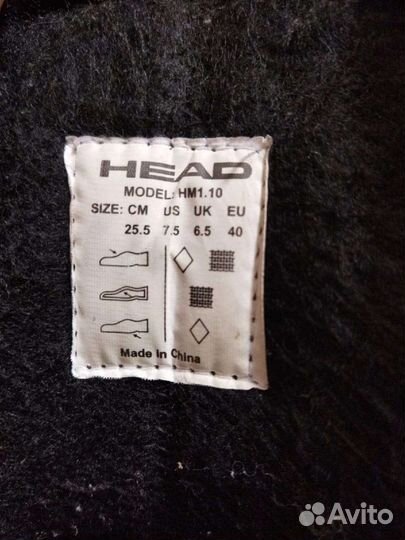 HEAD
MODEL: HM1.10
SIZE: CM US UK EU
25.5 7.5 6.5 40
Made in China
Avito